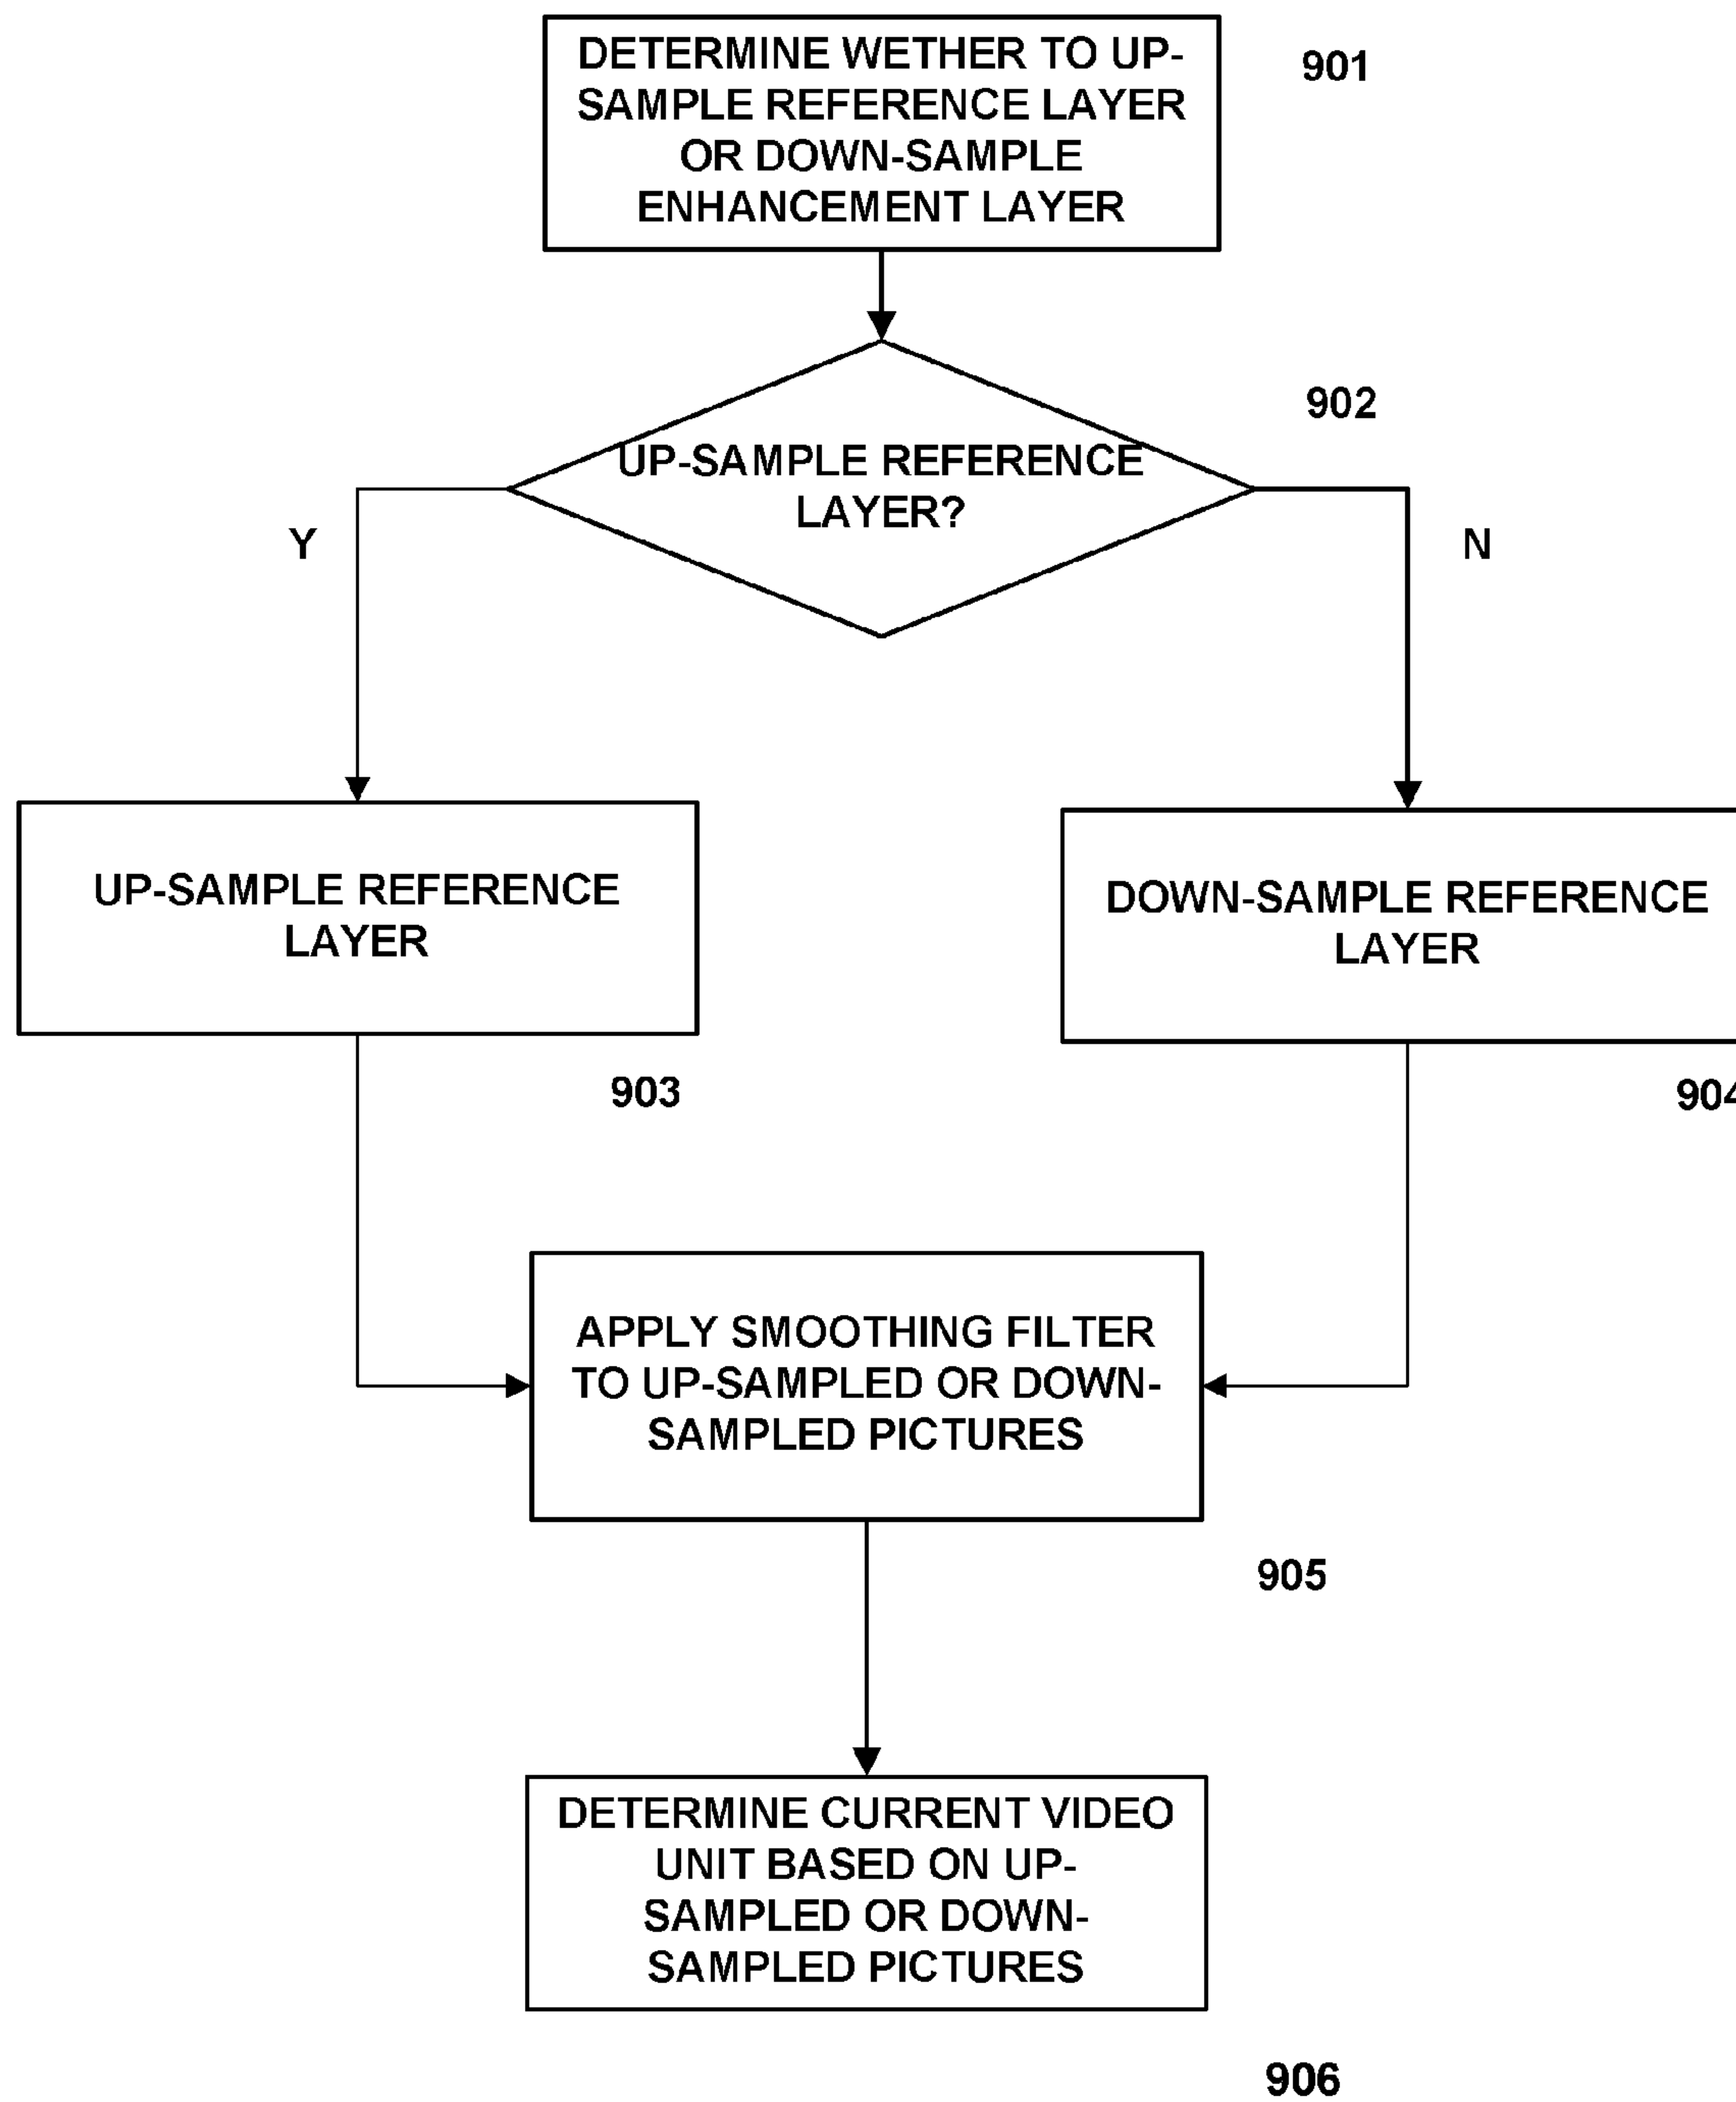 DETERMINE WETHER TO UP-
SAMPLE REFERENCE LAYER
OR DOWN-SAMPLE
ENHANCEMENT LAYER
901
902
UP-SAMPLE REFERENCE
LAYER?
Y
N
UP-SAMPLE REFERENCE
LAYER
903
DOWN-SAMPLE REFERENCE
LAYER
904
APPLY SMOOTHING FILTER
TO UP-SAMPLED OR DOWN-
SAMPLED PICTURES
905
DETERMINE CURRENT VIDEO
UNIT BASED ON UP-
SAMPLED OR DOWN-
SAMPLED PICTURES
906